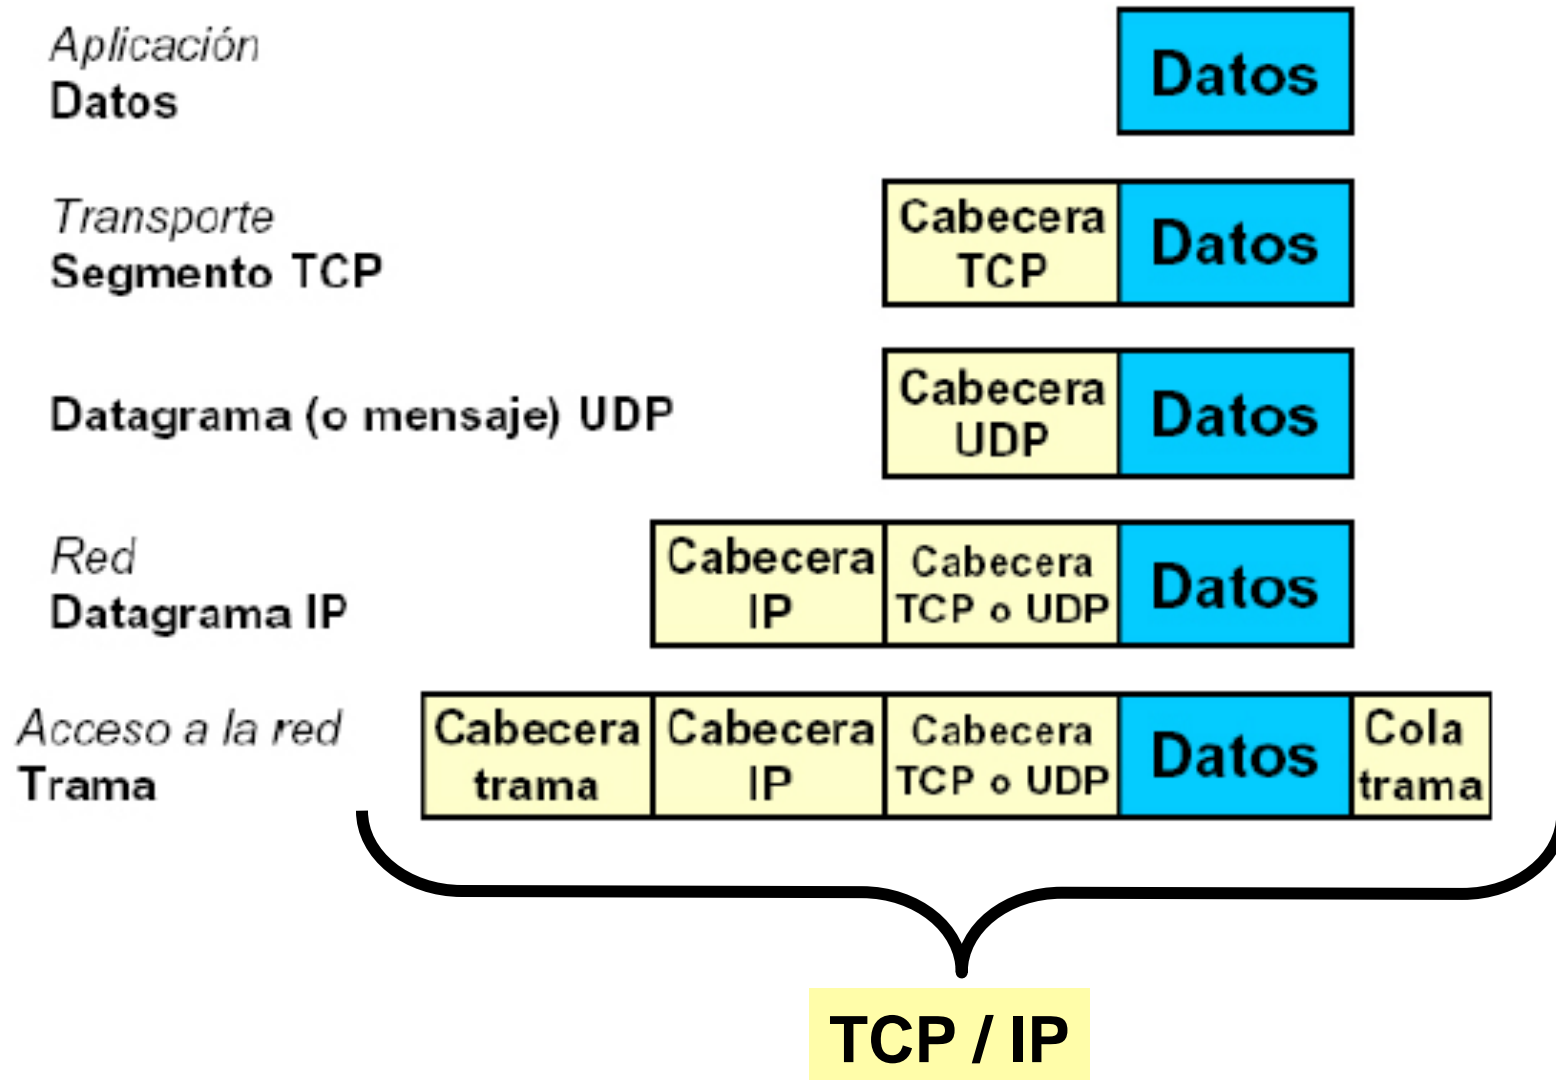 Aplicación
Datos
Datos
Transporte
Segmento TCP
Cabecera
TCP
Datos
Datagrama (o mensaje) UDP
Cabecera
UDP
Datos
Red
Datagrama IP
Cabecera
IP
Cabecera
TCP o UDP
Datos
Acceso a la red
Trama
Cabecera
trama
Cabecera
IP
Cabecera
TCP o UDP
Datos
Cola
trama
TCP / IP